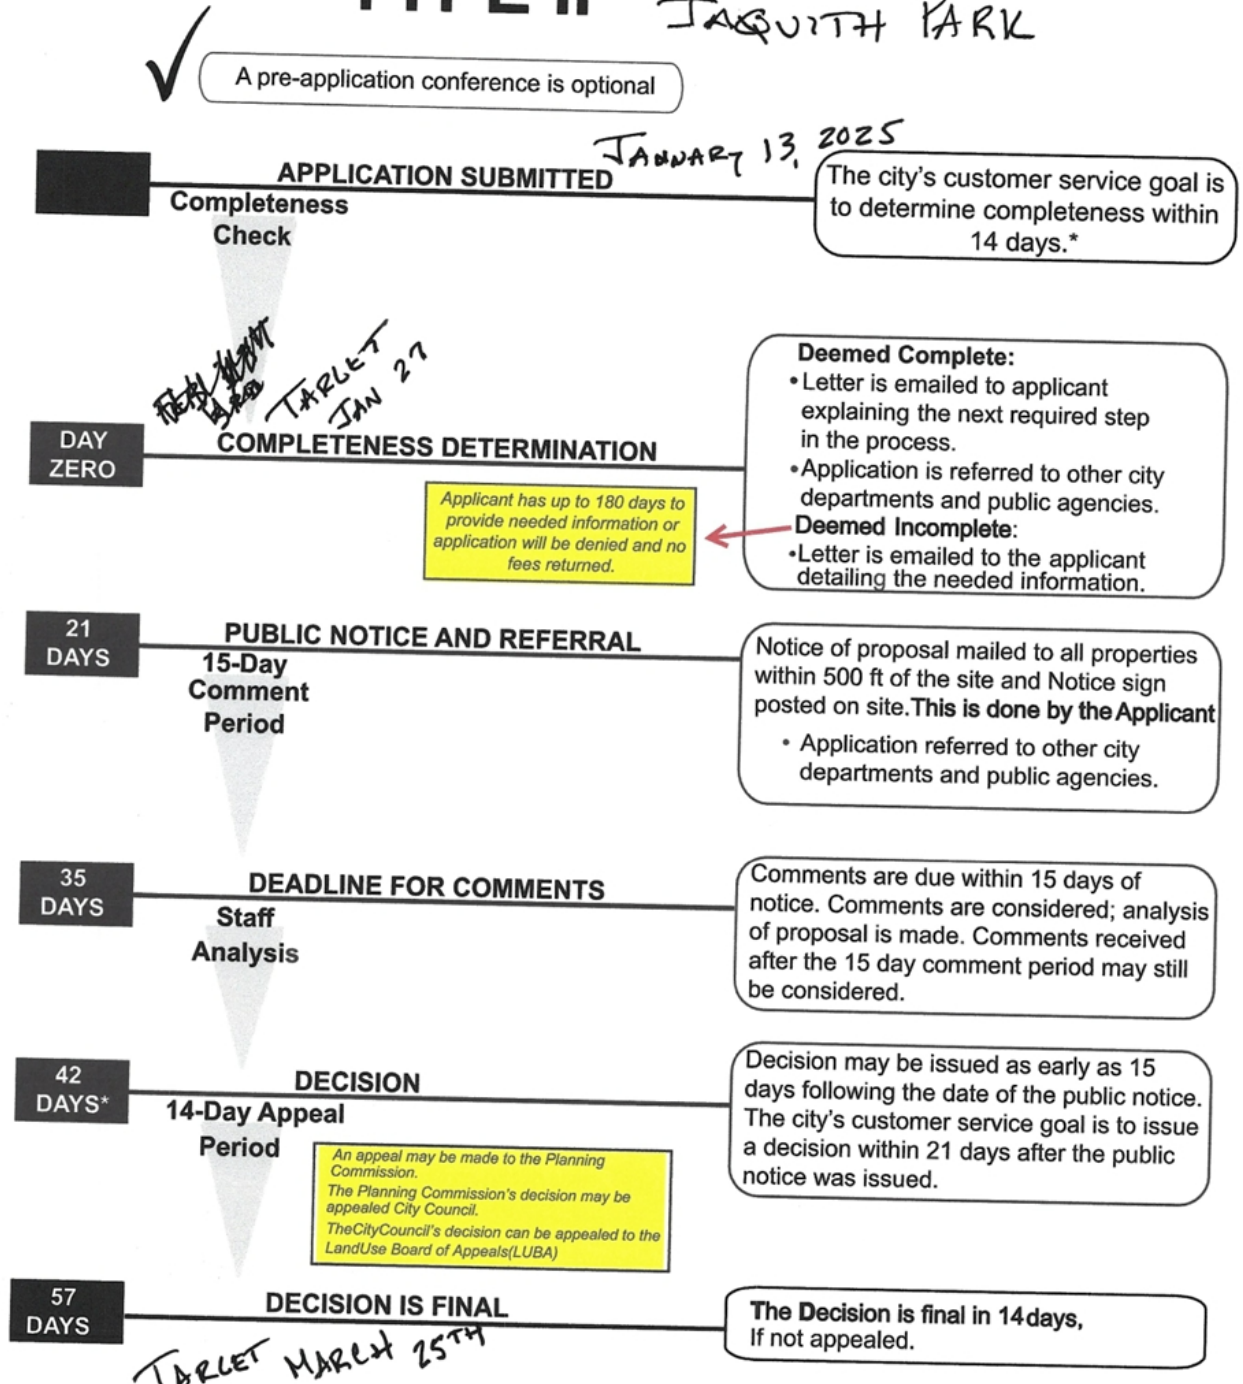 TYPE II
JAQUITH PARK
A pre-application conference is optional
JANUARY 13, 2025
APPLICATION SUBMITTED
Completeness
Check
The city's customer service goal is
to determine completeness within
14 days.*
TARGET
JAN 27
DAY
ZERO
COMPLETENESS DETERMINATION
Applicant has up to 180 days to
provide needed information or
application will be denied and no
fees returned.
Deemed Complete:
•Letter is emailed to applicant
explaining the next required step
in the process.
•Application is referred to other city
departments and public agencies.
Deemed Incomplete:
•Letter is emailed to the applicant
detailing the needed information.
21
DAYS
PUBLIC NOTICE AND REFERRAL
15-Day
Comment
Period
Notice of proposal mailed to all properties
within 500 ft of the site and Notice sign
posted on site.This is done by the Applicant
• Application referred to other city
departments and public agencies.
35
DAYS
DEADLINE FOR COMMENTS
Staff
Analysis
Comments are due within 15 days of
notice. Comments are considered; analysis
of proposal is made. Comments received
after the 15 day comment period may still
be considered.
42
DAYS*
DECISION
14-Day Appeal
Period
An appeal may be made to the Planning
Commission.
The Planning Commission's decision may be
appealed City Council.
TheCityCouncil's decision can be appealed to the
LandUse Board of Appeals(LUBA)
Decision may be issued as early as 15
days following the date of the public notice.
The city's customer service goal is to issue
a decision within 21 days after the public
notice was issued.
57
DAYS
DECISION IS FINAL
The Decision is final in 14days,
If not appealed.
TARGET MARCH 25TH